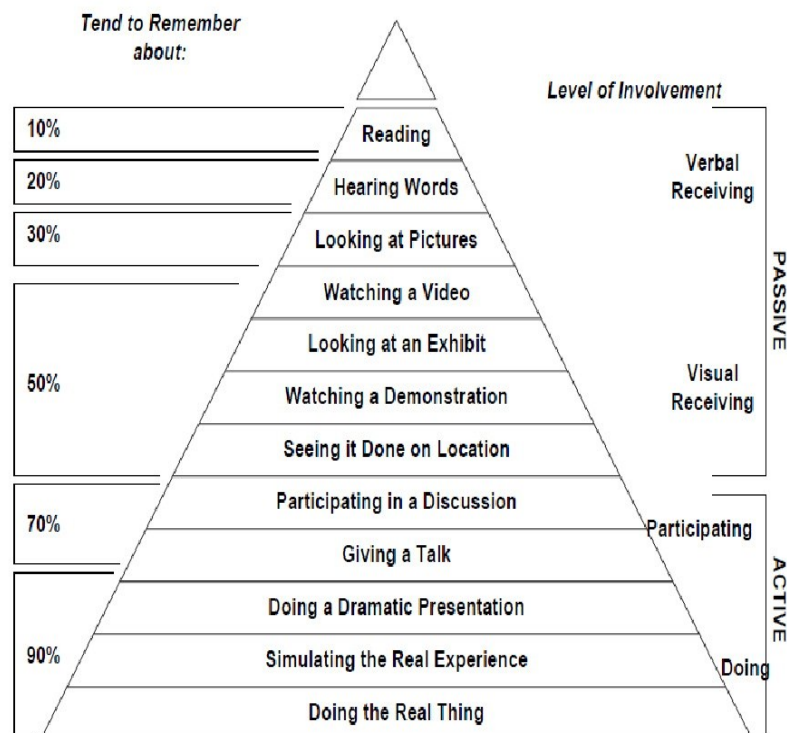 Tend to Remember
about:
Level of Involvement
10%
Reading
20%
Hearing Words
Verbal
Receiving
30%
Looking at Pictures
Watching a Video
PASSIVE
Looking at an Exhibit
50%
Watching a Demonstration
Visual
Receiving
Seeing it Done on Location
70%
Participating in a Discussion
Participating
Giving a Talk
ACTIVE
Doing a Dramatic Presentation
90%
Simulating the Real Experience
Doing
Doing the Real Thing